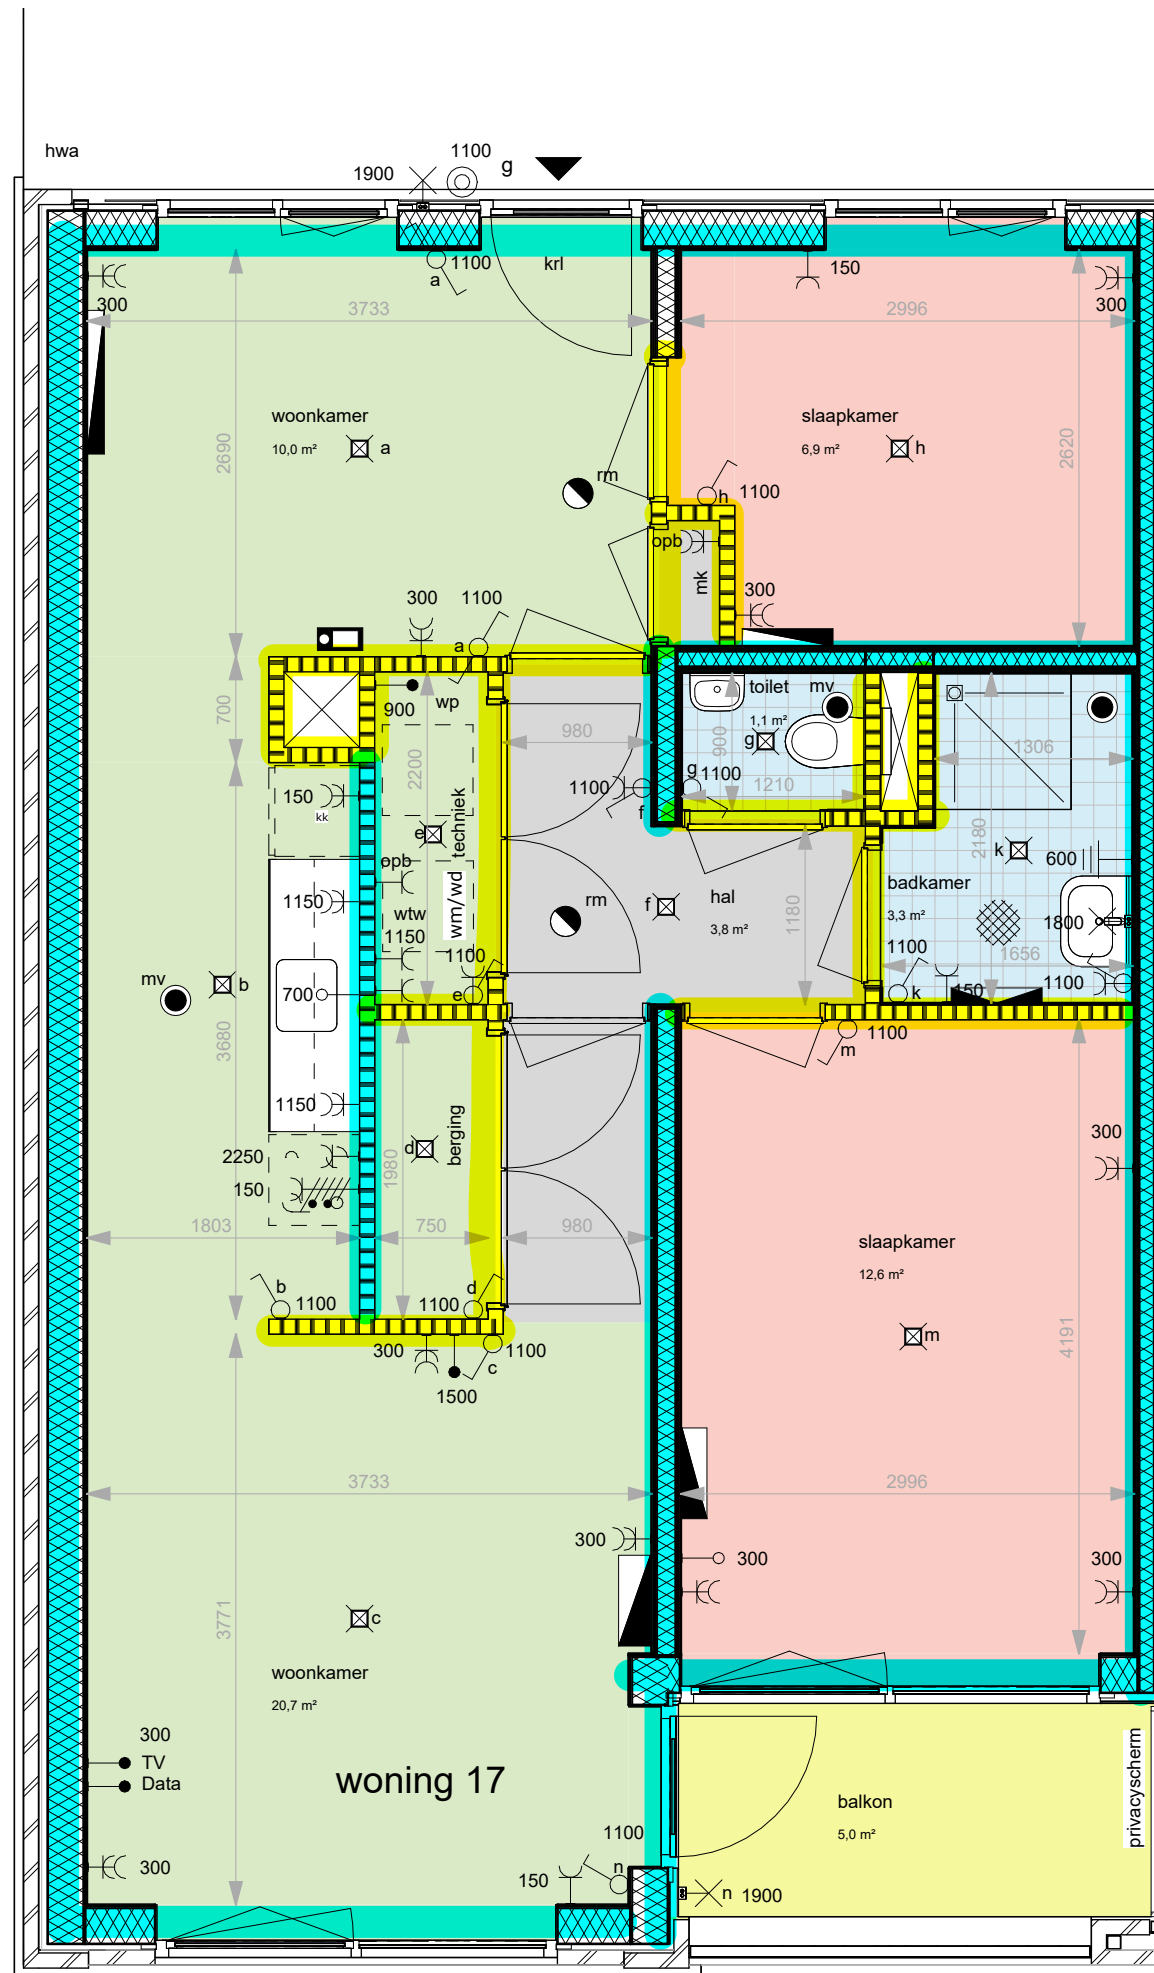 hwa
1900
1100
g
1100
a
krl
150
300
300
3733
2996
woonkamer
10,0 m²
a
slaapkamer
6,9 m²
h
2690
2620
rm
h
1100
opb
mk
300
300
1100
a
700
900
wp
2200
980
toilet
mv
1,1 m²
g
900
1306
150
kk
1100
f
g
1100
1210
e
techniek
2180
k
600
opb
1150
wtw
wm/wd
rm
f
hal
3,8 m²
1180
badkamer
3,3 m²
1800
1150
1100
1100
1656
mv
b
700
e
k
150
1100
3680
m
1100
1150
d
berging
1980
300
2250
150
1803
750
980
slaapkamer
12,6 m²
b
1100
1100
d
300
c
1100
1500
m
4191
3733
2996
300
300
300
3771
c
woonkamer
20,7 m²
300
TV
Data
woning 17
balkon
5,0 m²
privacyscherm
1100
300
150
n
n
1900